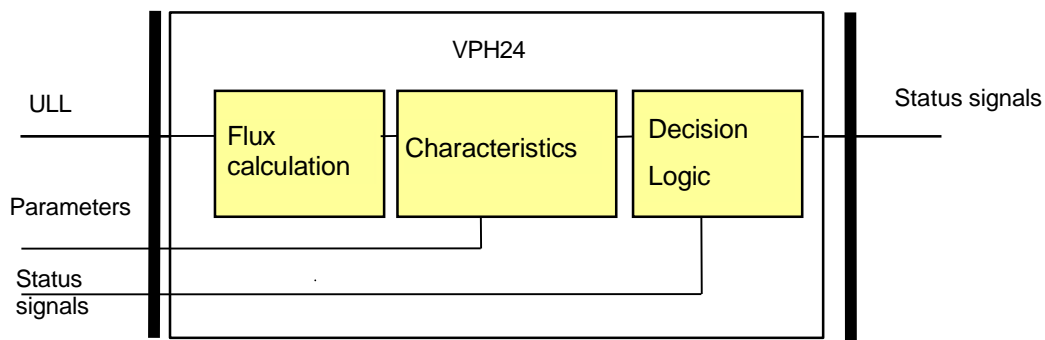 VPH24
ULL
Status signals
Flux
calculation
Characteristics
Decision
Logic
Parameters
Status
signals